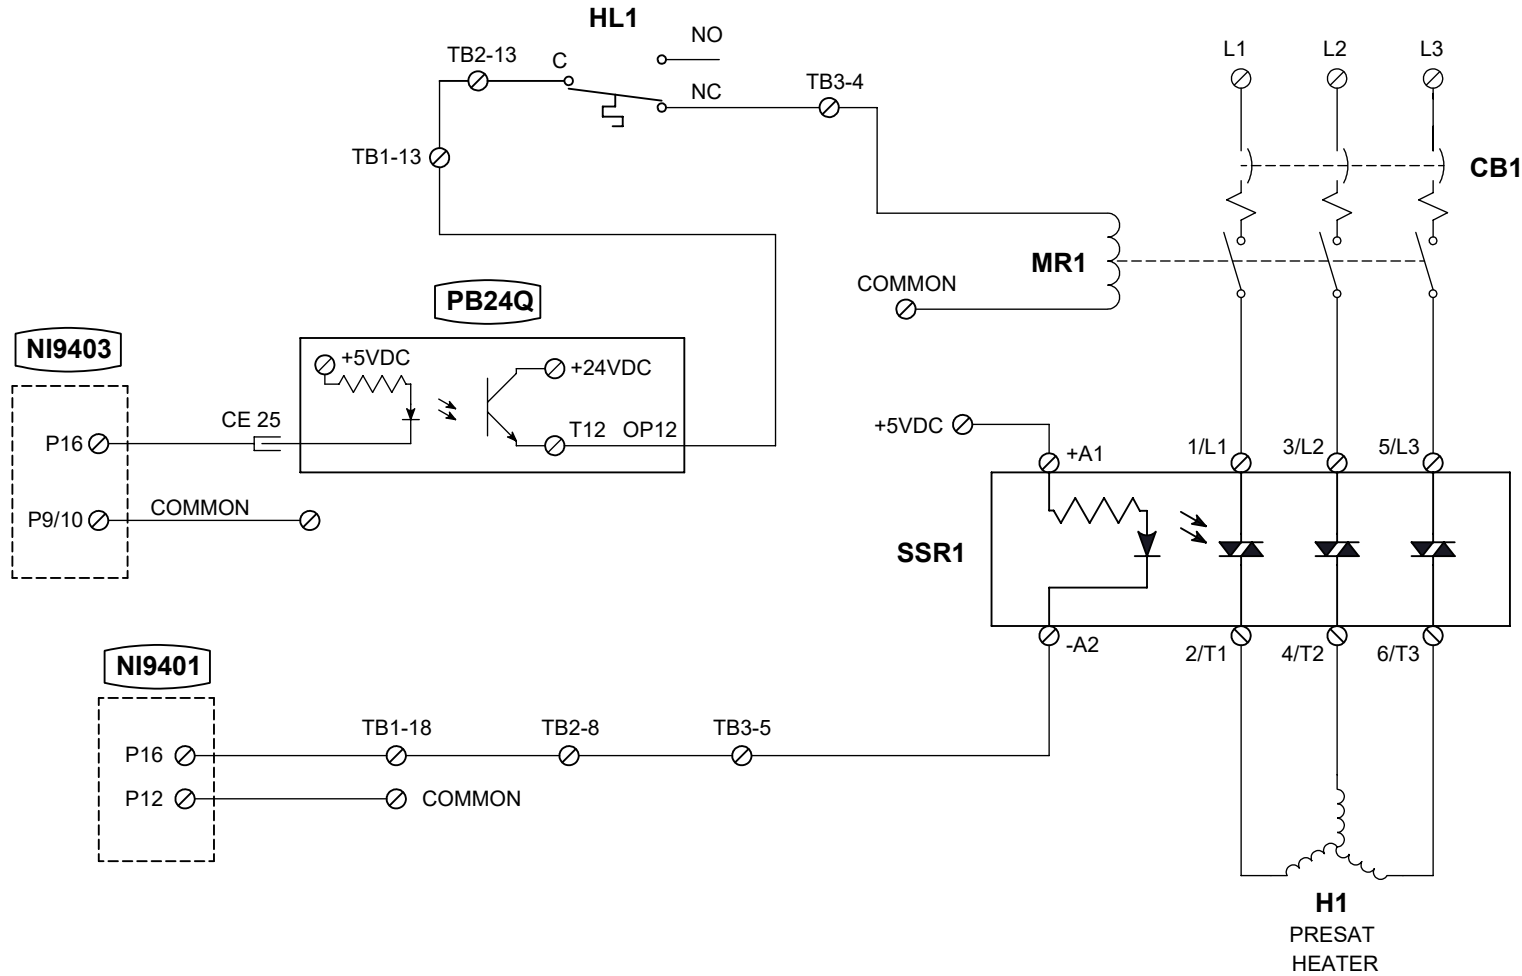 HL1
NO
TB2-13
C
L1
L2
L3
NC
TB3-4
TB1-13
CB1
MR1
COMMON
PB24Q
NI9403
+5VDC
+24VDC
CE 25
T12
OP12
P16
+5VDC
+A1
1/L1
3/L2
5/L3
P9/10
COMMON
SSR1
-A2
2/T1
4/T2
6/T3
NI9401
TB1-18
TB2-8
TB3-5
P16
P12
COMMON
H1
PRESAT
HEATER